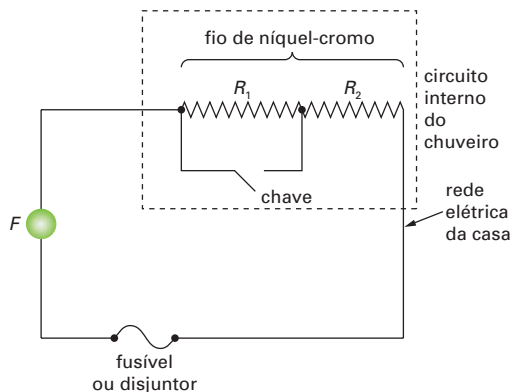 fio de níquel-cromo
R₁
R₂
circuito
interno
do
chuveiro
chave
rede
elétrica
da casa
F
fusível
ou disjuntor